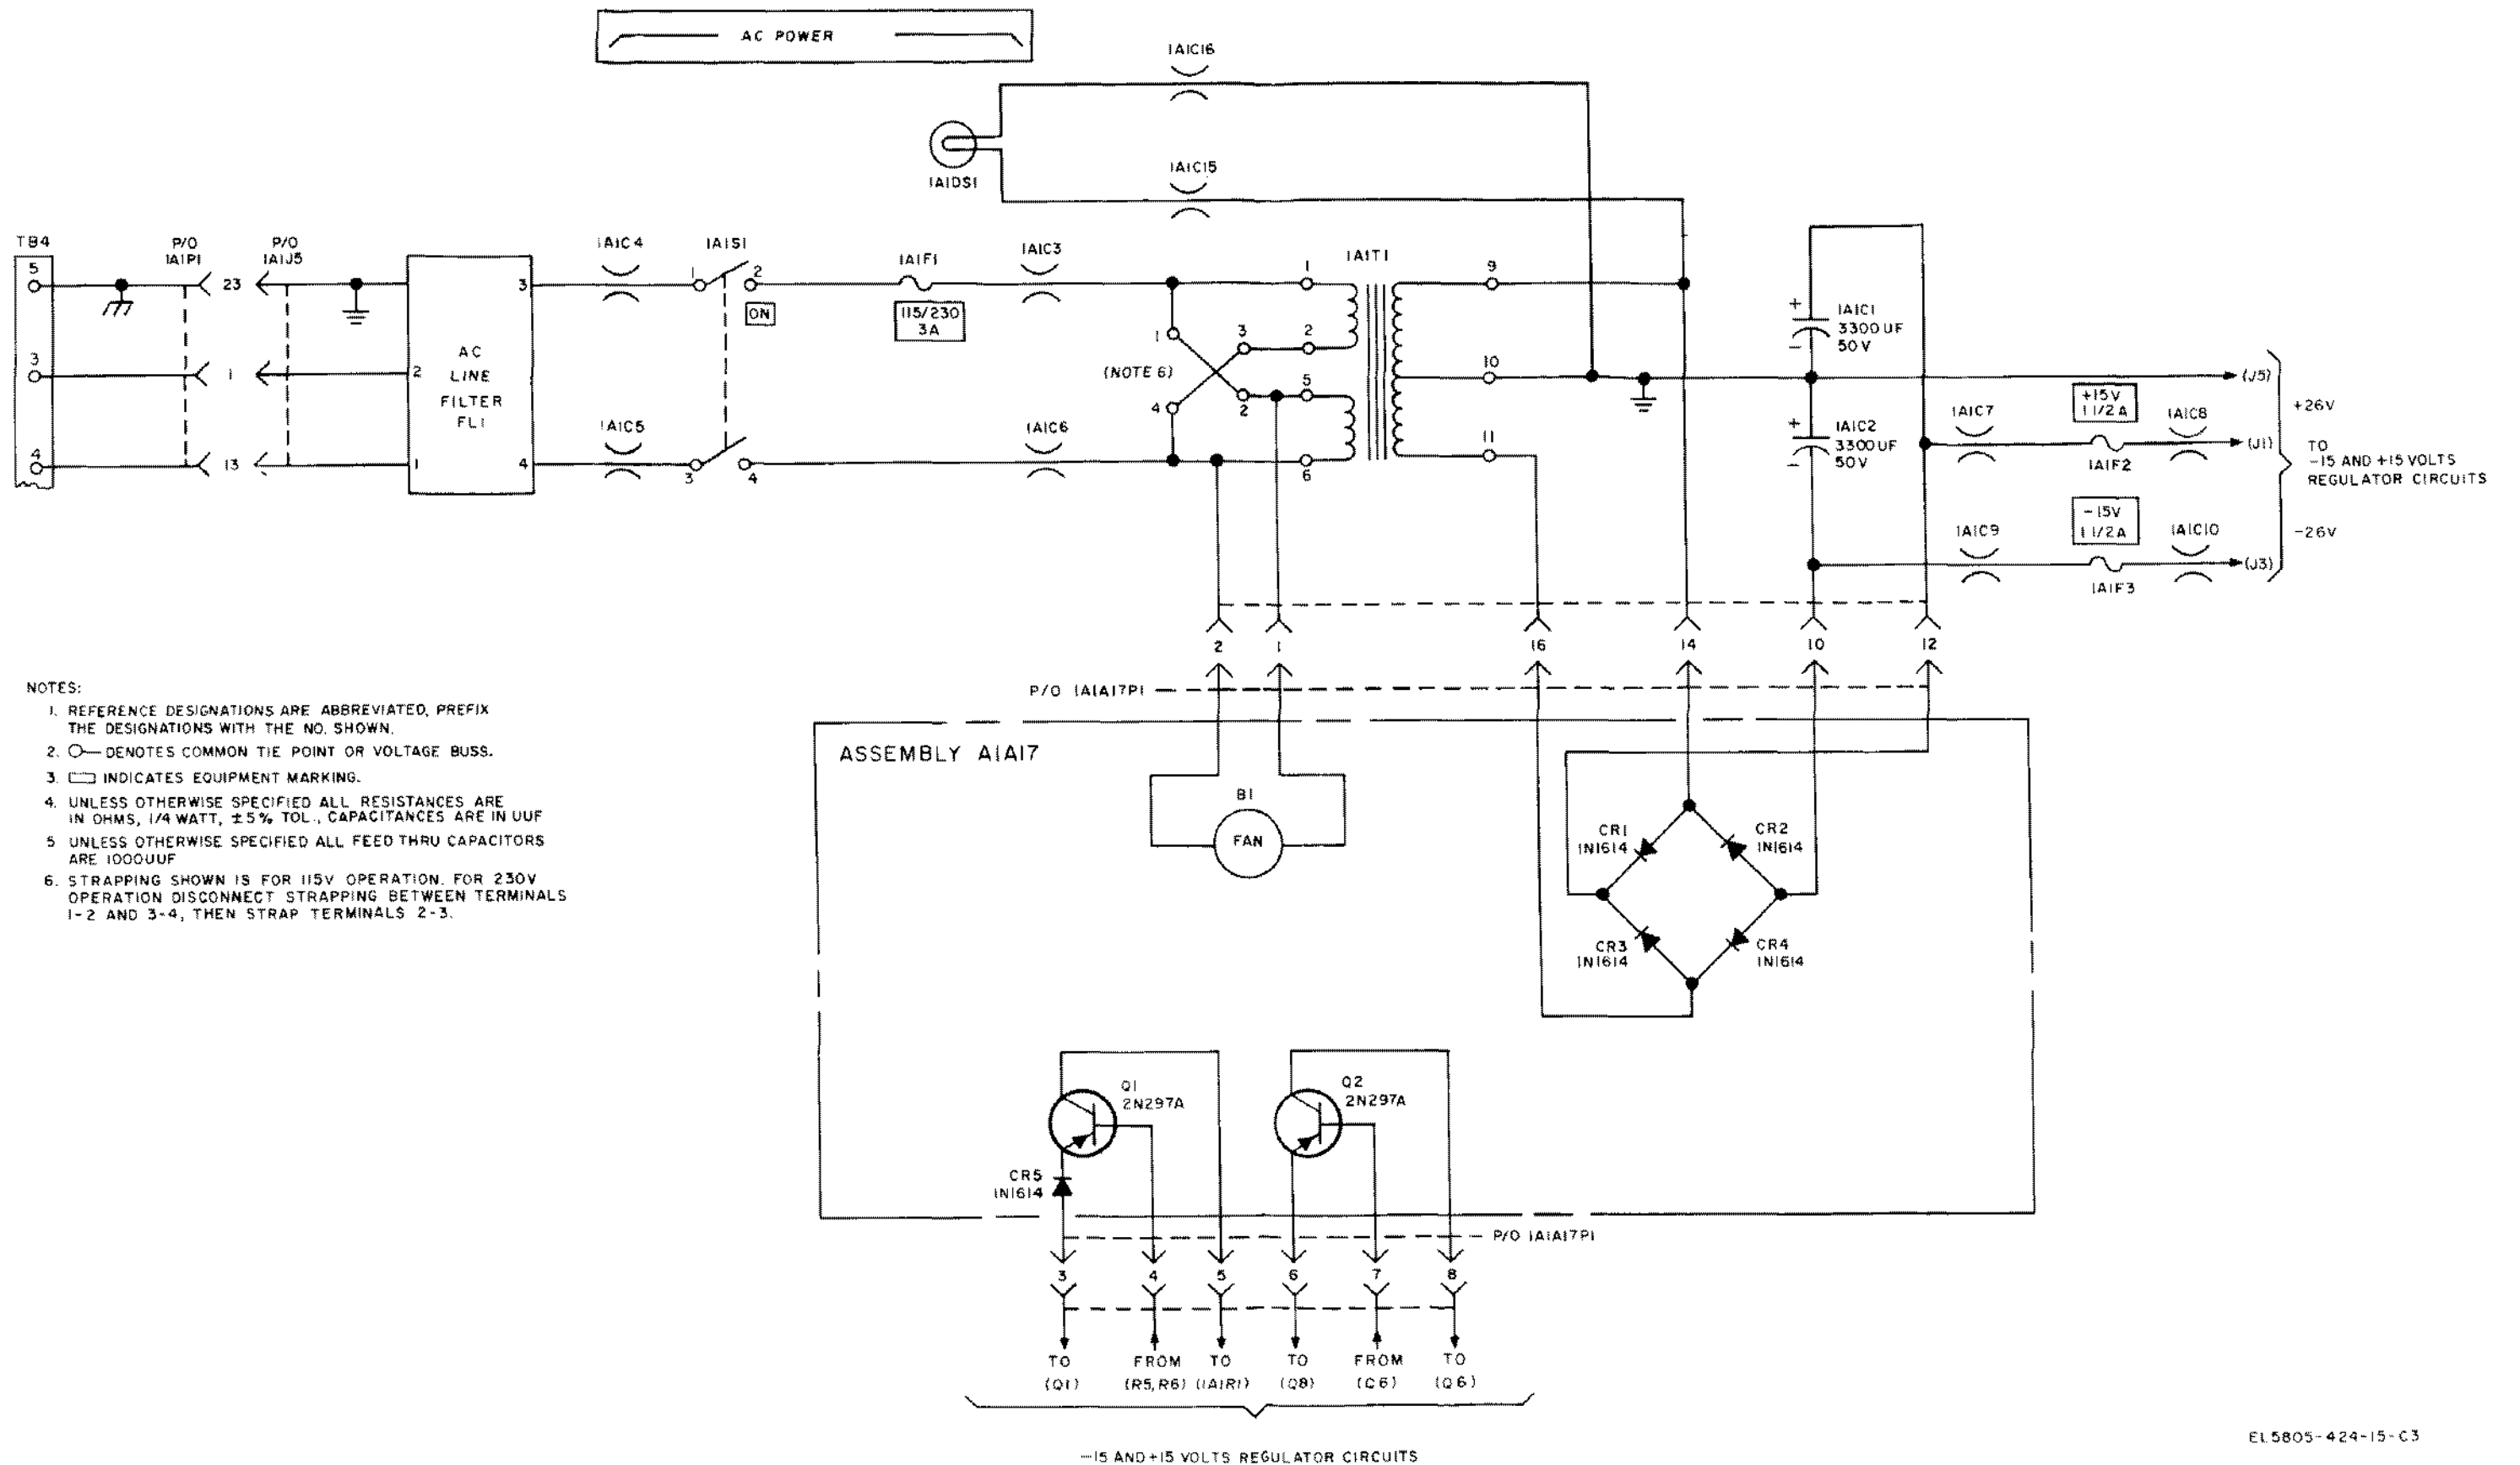 AC POWER
1A1C16
1A1DS1
1A1C15
TB4
5
3
4
P/O
1A1P1
P/O
1A1J5
23
1
13
AC
LINE
FILTER
FL1
3
2
1
4
1A1C4
1A1C5
1A1S1
1
2
ON
3
4
1A1F1
115/230
3A
1A1C3
1A1C6
1
3
2
(NOTE 6)
4
2
1A1T1
1
5
6
9
10
11
+
1A1C1
3300UF
50V
−
+
1A1C2
3300UF
50V
−
1A1C7
+15V
1 1/2A
1A1F2
1A1C8
1A1C9
-15V
1 1/2A
1A1F3
1A1C10
(J5)
(J1)
(J3)
+26V
TO
-15 AND +15 VOLTS
REGULATOR CIRCUITS
-26V
2
1
16
14
10
12
P/O 1A1A17P1
NOTES:
1. REFERENCE DESIGNATIONS ARE ABBREVIATED, PREFIX
THE DESIGNATIONS WITH THE NO. SHOWN.
2. DENOTES COMMON TIE POINT OR VOLTAGE BUSS.
3. INDICATES EQUIPMENT MARKING.
4. UNLESS OTHERWISE SPECIFIED ALL RESISTANCES ARE
IN OHMS, 1/4 WATT, ±5% TOL., CAPACITANCES ARE IN UUF
5 UNLESS OTHERWISE SPECIFIED ALL FEED THRU CAPACITORS
ARE 1000UUF
6. STRAPPING SHOWN IS FOR 115V OPERATION. FOR 230V
OPERATION DISCONNECT STRAPPING BETWEEN TERMINALS
1-2 AND 3-4, THEN STRAP TERMINALS 2-3.
ASSEMBLY A1A17
B1
FAN
CR1
1N1614
CR2
1N1614
CR3
1N1614
CR4
1N1614
Q1
2N297A
Q2
2N297A
CR5
1N1614
P/O 1A1A17P1
3
4
5
6
7
8
TO
(Q1)
FROM
(R5,R6)
TO
(1A1R1)
TO
(Q8)
FROM
(Q6)
TO
(Q6)
-15 AND +15 VOLTS REGULATOR CIRCUITS
EL5805-424-15-C3